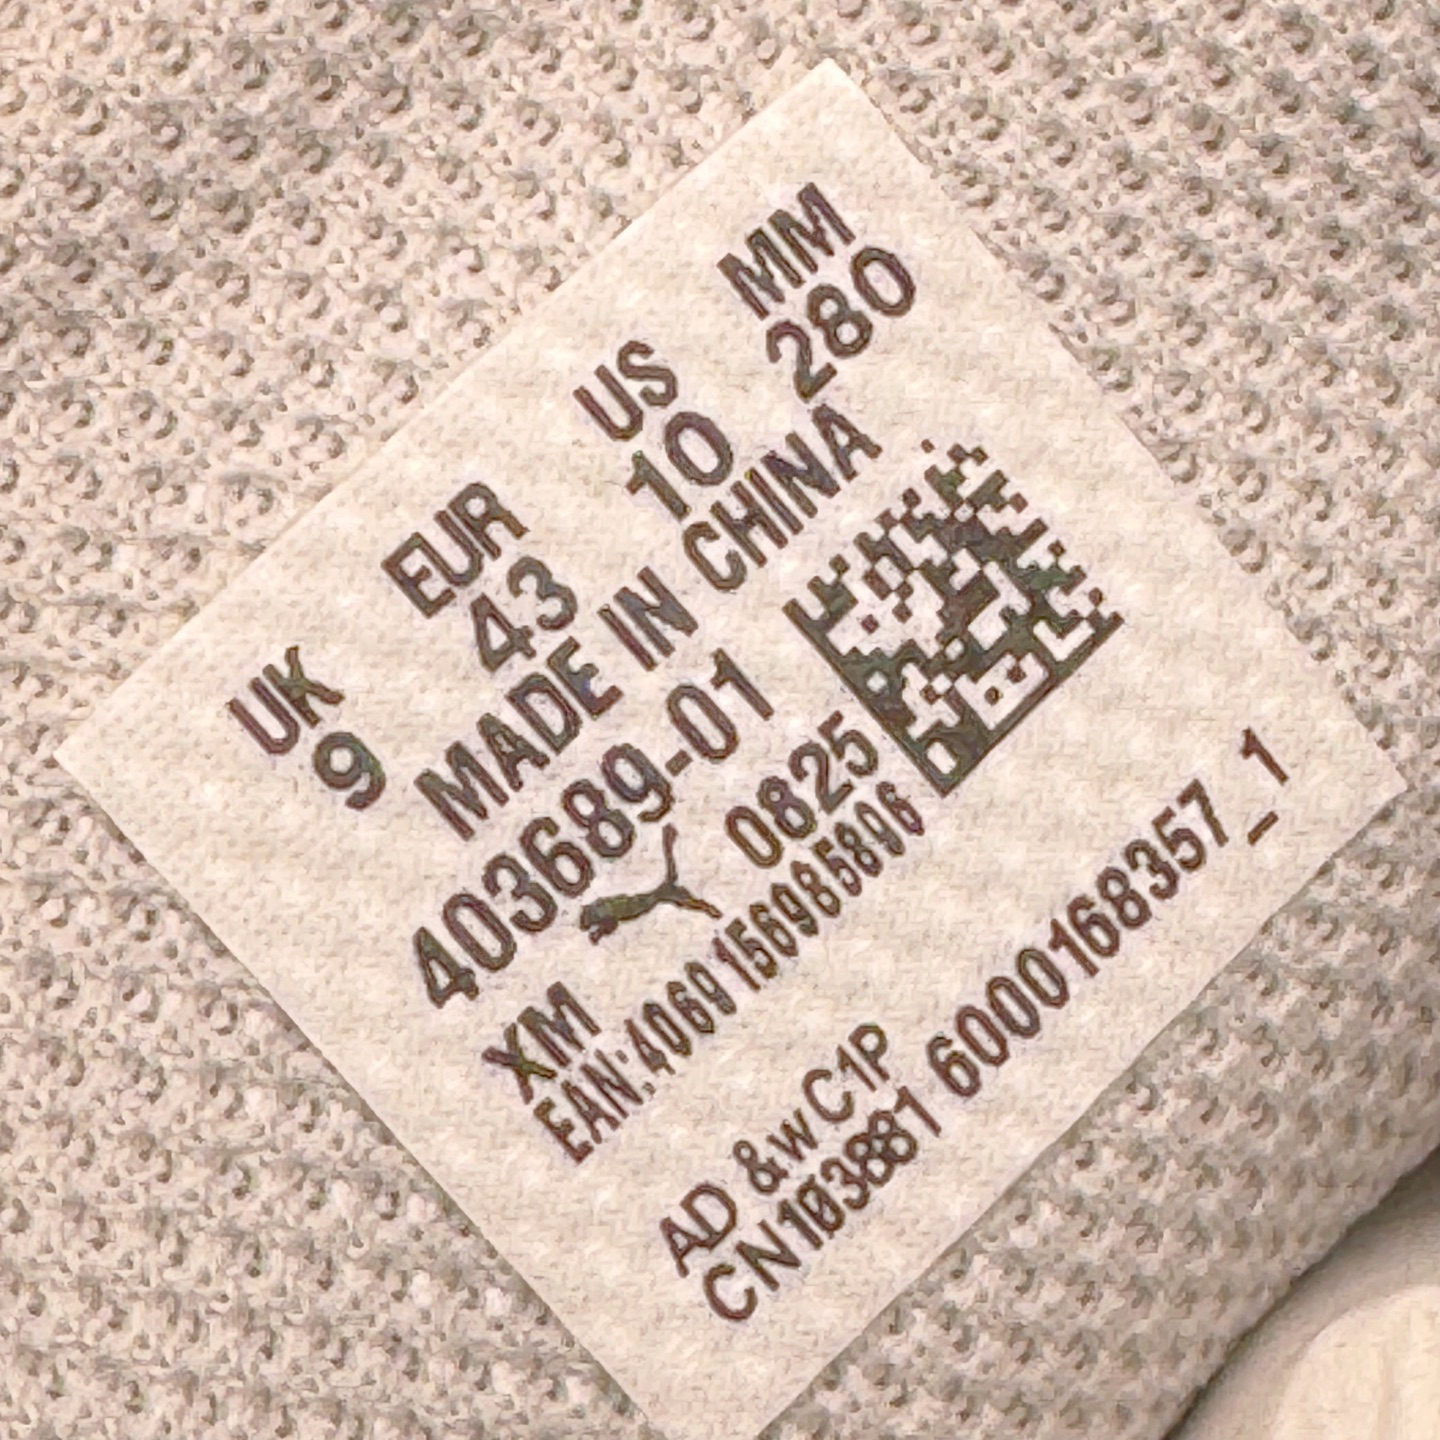 UK EUR US MM
9 43 10 280
MADE IN CHINA
403689-01
0825
XM
EAN:4069156985896
AD &w C1P
CN103881 6000168357_1